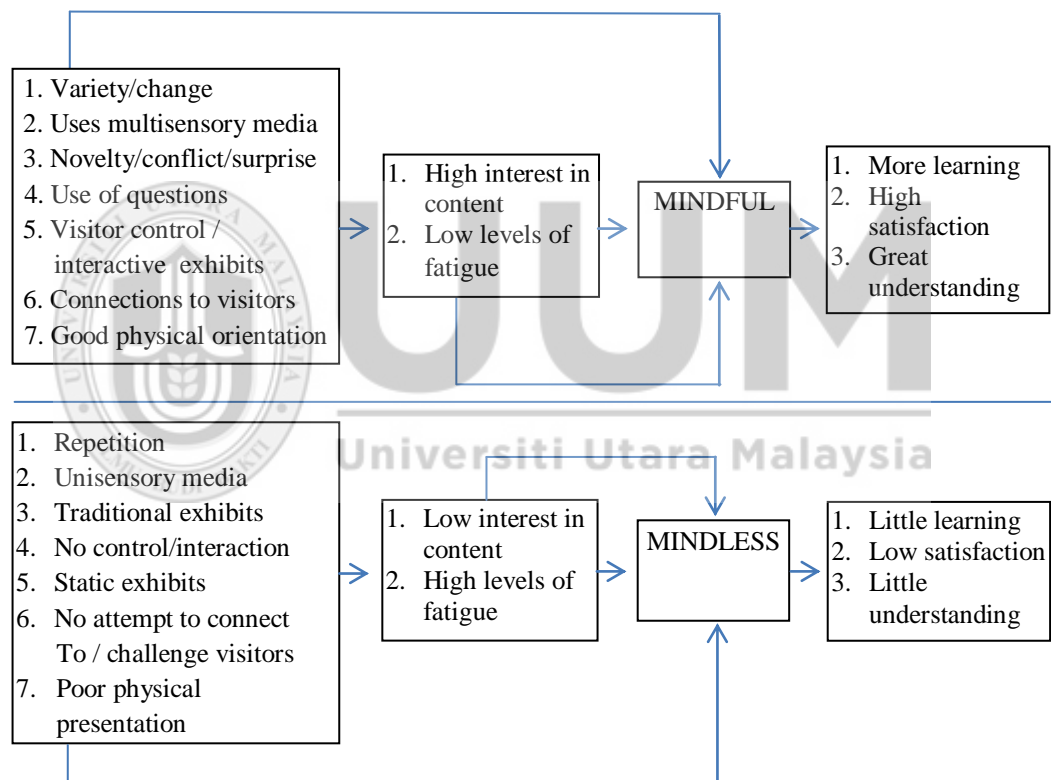 1. Variety/change
2. Uses multisensory media
3. Novelty/conflict/surprise
4. Use of questions
5. Visitor control /
interactive exhibits
6. Connections to visitors
7. Good physical orientation
1. High interest in
content
2. Low levels of
fatigue
MINDFUL
1. More learning
2. High
satisfaction
3. Great
understanding
UUM
Universiti Utara Malaysia
UNIVERSITI UTARA MALAYSIA
1. Repetition
2. Unisensory media
3. Traditional exhibits
4. No control/interaction
5. Static exhibits
6. No attempt to connect
To / challenge visitors
7. Poor physical
presentation
1. Low interest in
content
2. High levels of
fatigue
MINDLESS
1. Little learning
2. Low satisfaction
3. Little
understanding